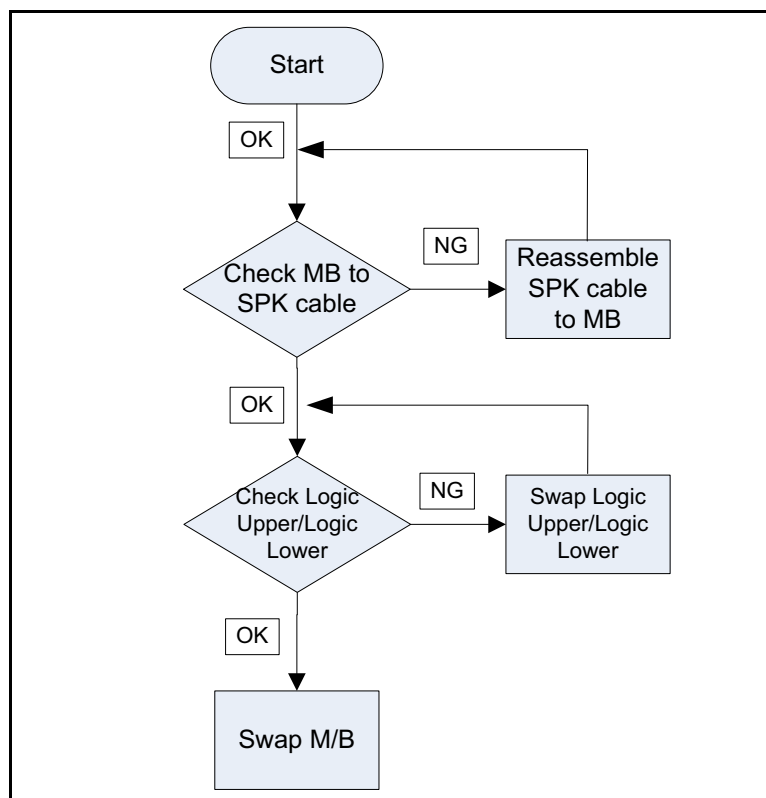 Start
OK
Check MB to
SPK cable
NG
Reassemble
SPK cable
to MB
OK
Check Logic
Upper/Logic
Lower
NG
Swap Logic
Upper/Logic
Lower
OK
Swap M/B